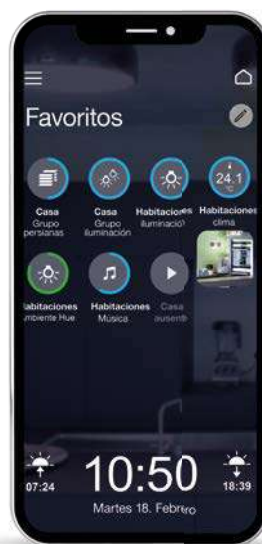 Favoritos
24.1
°C
Casa
Grupo
persianas
Casa
Grupo
iluminación
Habitaciones
iluminación
Habitaciones
clima
Habitaciones
Ambiente Hue
Habitaciones
Música
Casa
ausente
07:24
10:50
18:39
Martes 18. Febrero